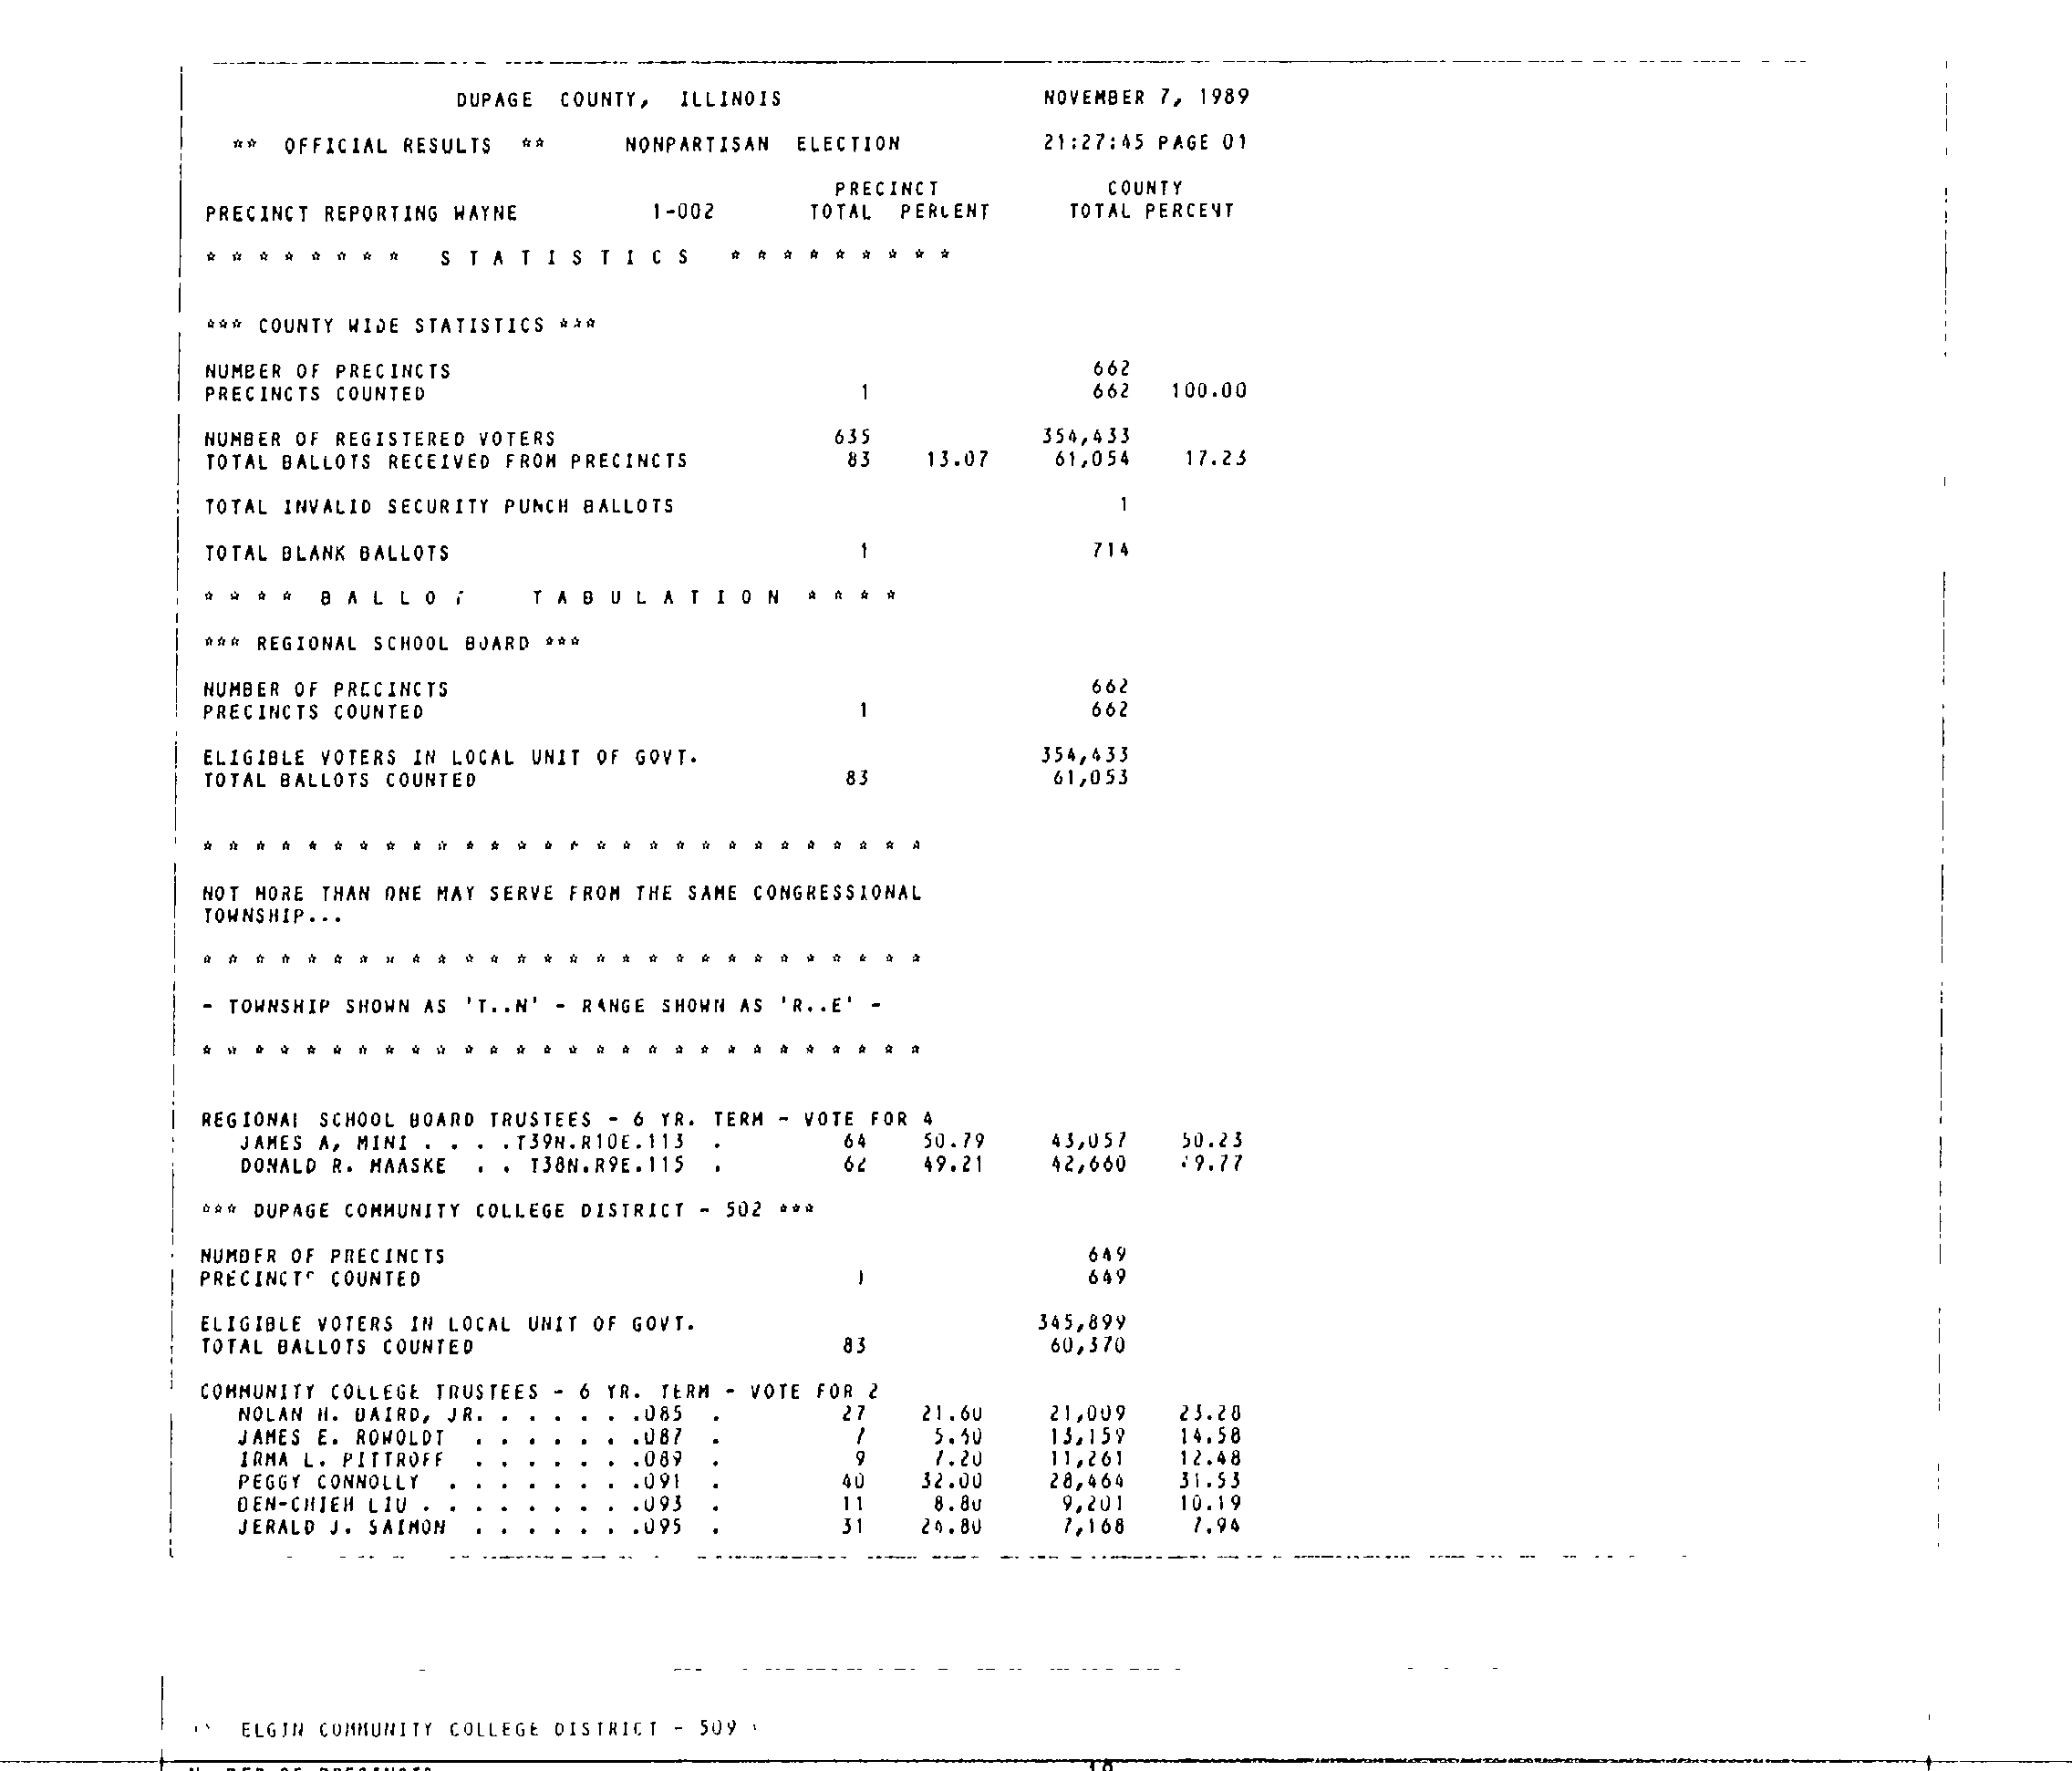 DUPAGE COUNTY, ILLINOIS NOVEMBER 7, 1989
** OFFICIAL RESULTS ** NONPARTISAN ELECTION 21:27:45 PAGE 01
PRECINCT COUNTY
PRECINCT REPORTING WAYNE 1-002 TOTAL PERCENT TOTAL PERCENT
* * * * * * * * S T A T I S T I C S * * * * * * * * *
*** COUNTY WIDE STATISTICS ***
NUMBER OF PRECINCTS 662
PRECINCTS COUNTED 1 662 100.00
NUMBER OF REGISTERED VOTERS 635 354,433
TOTAL BALLOTS RECEIVED FROM PRECINCTS 83 13.07 61,054 17.23
TOTAL INVALID SECURITY PUNCH BALLOTS 1
TOTAL BLANK BALLOTS 1 714
* * * * B A L L O T T A B U L A T I O N * * * *
*** REGIONAL SCHOOL BOARD ***
NUMBER OF PRECINCTS 662
PRECINCTS COUNTED 1 662
ELIGIBLE VOTERS IN LOCAL UNIT OF GOVT. 354,433
TOTAL BALLOTS COUNTED 83 61,053
* * * * * * * * * * * * * * * * * * * * * * * * * * * *
NOT MORE THAN ONE MAY SERVE FROM THE SAME CONGRESSIONAL
TOWNSHIP...
* * * * * * * * * * * * * * * * * * * * * * * * * * * *
- TOWNSHIP SHOWN AS 'T..N' - RANGE SHOWN AS 'R..E' -
* * * * * * * * * * * * * * * * * * * * * * * * * * * *
REGIONAL SCHOOL BOARD TRUSTEES - 6 YR. TERM - VOTE FOR 4
JAMES A, MINI . . . .T39N.R10E.113 . 64 50.79 43,057 50.23
DONALD R. MAASKE . . T38N.R9E.115 . 62 49.21 42,660 49.77
*** DUPAGE COMMUNITY COLLEGE DISTRICT - 502 ***
NUMBER OF PRECINCTS 649
PRECINCTS COUNTED 1 649
ELIGIBLE VOTERS IN LOCAL UNIT OF GOVT. 345,899
TOTAL BALLOTS COUNTED 83 60,370
COMMUNITY COLLEGE TRUSTEES - 6 YR. TERM - VOTE FOR 2
NOLAN H. BAIRD, JR. . . . . . .085 . 27 21.60 21,009 23.28
JAMES E. ROWOLDT . . . . . . .087 . 7 5.60 13,159 14.58
IRMA L. PITTROFF . . . . . . .089 . 9 7.20 11,261 12.48
PEGGY CONNOLLY . . . . . . . .091 . 40 32.00 28,464 31.53
BEN-CHIEH LIU . . . . . . . . .093 . 11 8.80 9,201 10.19
JERALD J. SAIMON . . . . . . .095 . 31 24.80 7,168 7.94
ELGIN COMMUNITY COLLEGE DISTRICT - 509